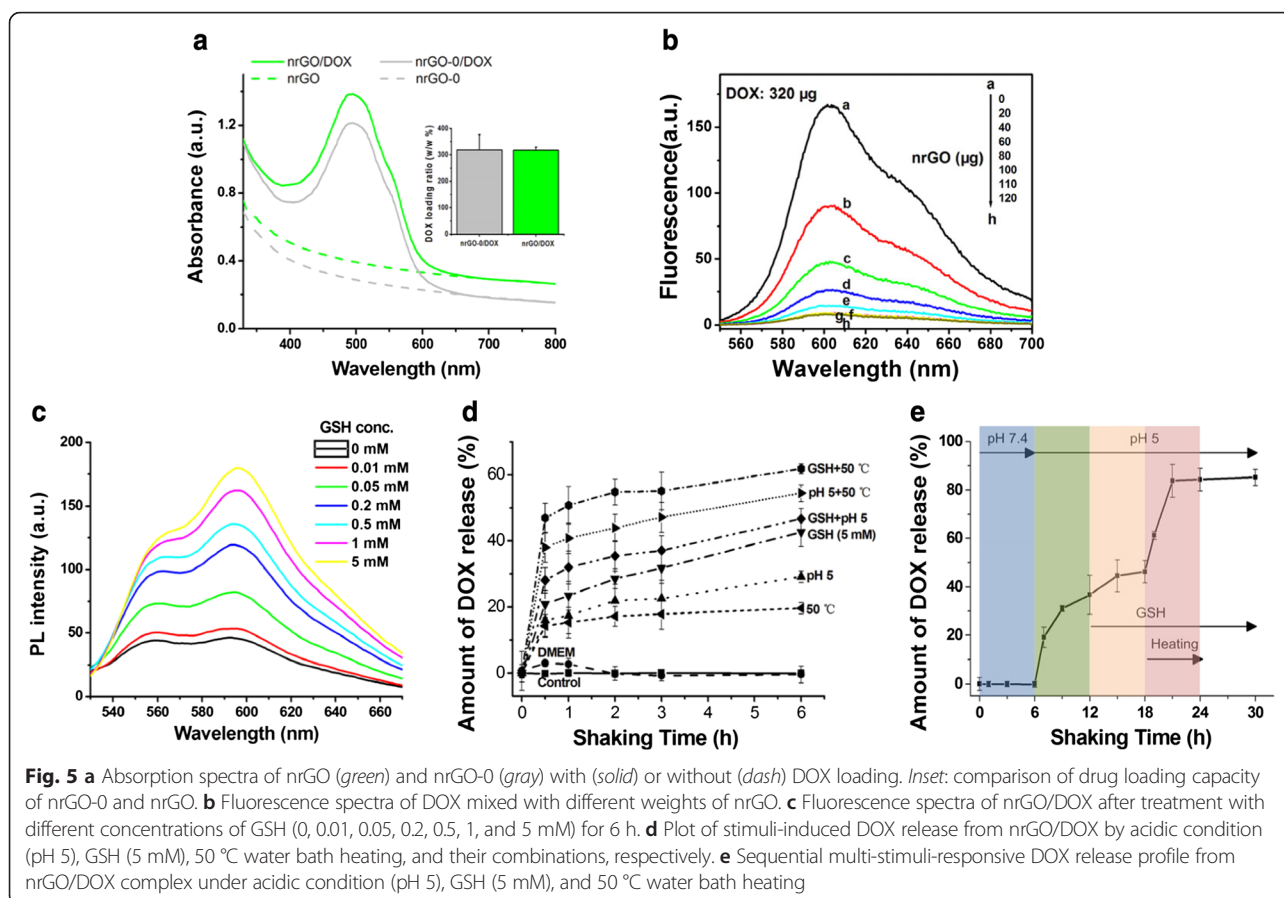 a
nrGO/DOX
nrGO-0/DOX
nrGO
nrGO-0
Absorbance (a.u.)
1.2
0.8
0.4
0.0
400
500
600
700
800
Wavelength (nm)
DOX loading ratio (w/w %)
400
300
200
100
0
nrGO-0/DOX
nrGO/DOX
b
DOX: 320 µg
Fluorescence(a.u.)
150
100
50
0
560
580
600
620
640
660
680
700
Wavelength (nm)
nrGO (µg)
a
0
20
40
60
80
100
110
120
h
a
b
c
d
e
f
g
h
c
GSH conc.
0 mM
0.01 mM
0.05 mM
0.2 mM
0.5 mM
1 mM
5 mM
PL intensity (a.u.)
200
150
100
50
0
540
560
580
600
620
640
660
Wavelength (nm)
d
Amount of DOX release (%)
60
40
20
0
GSH+50 ℃
pH 5+50 ℃
GSH+pH 5
GSH (5 mM)
pH 5
50 ℃
DMEM
Control
0
1
2
3
4
5
6
Shaking Time (h)
e
Amount of DOX release (%)
100
80
60
40
20
0
pH 7.4
pH 5
GSH
Heating
0
6
12
18
24
30
Shaking Time (h)
Fig. 5 a Absorption spectra of nrGO (green) and nrGO-0 (gray) with (solid) or without (dash) DOX loading. Inset: comparison of drug loading capacity
of nrGO-0 and nrGO. b Fluorescence spectra of DOX mixed with different weights of nrGO. c Fluorescence spectra of nrGO/DOX after treatment with
different concentrations of GSH (0, 0.01, 0.05, 0.2, 0.5, 1, and 5 mM) for 6 h. d Plot of stimuli-induced DOX release from nrGO/DOX by acidic condition
(pH 5), GSH (5 mM), 50 °C water bath heating, and their combinations, respectively. e Sequential multi-stimuli-responsive DOX release profile from
nrGO/DOX complex under acidic condition (pH 5), GSH (5 mM), and 50 °C water bath heating